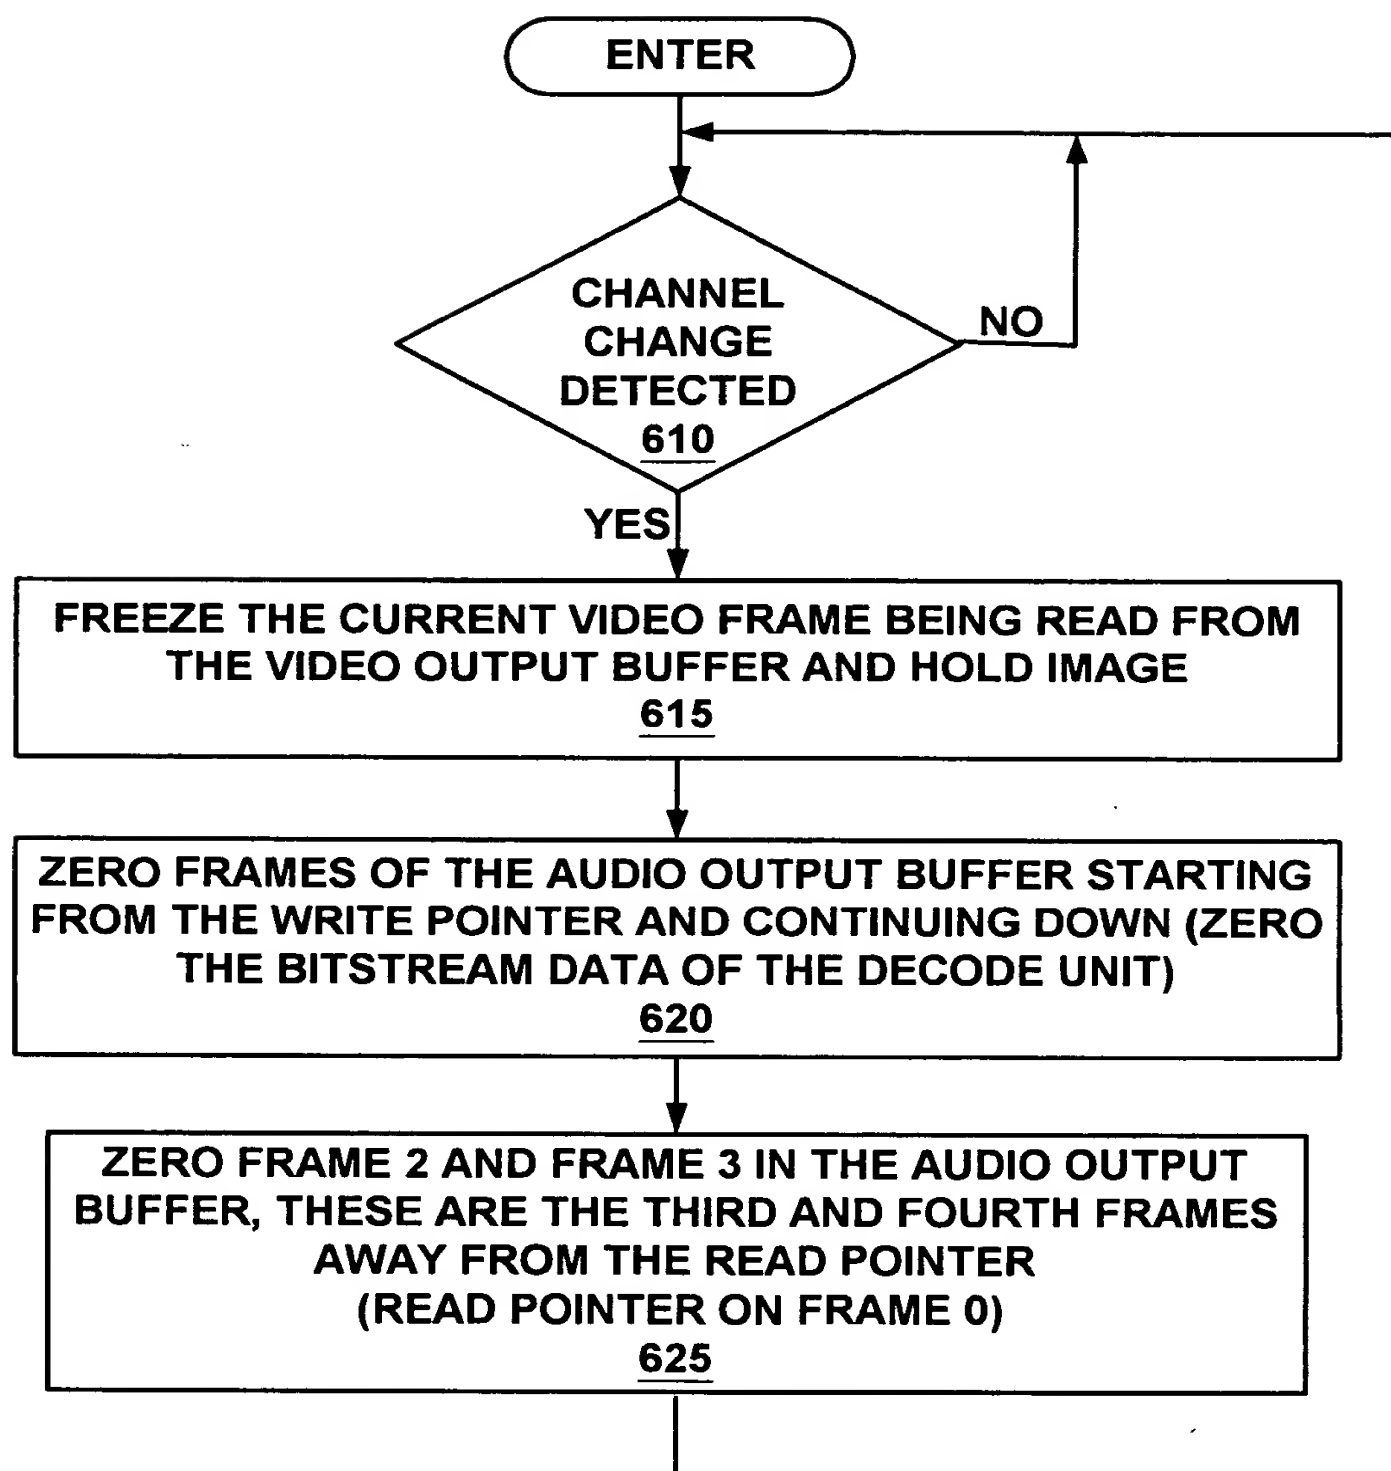 ENTER
CHANNEL
CHANGE
DETECTED
610
NO
YES
FREEZE THE CURRENT VIDEO FRAME BEING READ FROM
THE VIDEO OUTPUT BUFFER AND HOLD IMAGE
615
ZERO FRAMES OF THE AUDIO OUTPUT BUFFER STARTING
FROM THE WRITE POINTER AND CONTINUING DOWN (ZERO
THE BITSTREAM DATA OF THE DECODE UNIT)
620
ZERO FRAME 2 AND FRAME 3 IN THE AUDIO OUTPUT
BUFFER, THESE ARE THE THIRD AND FOURTH FRAMES
AWAY FROM THE READ POINTER
(READ POINTER ON FRAME 0)
625